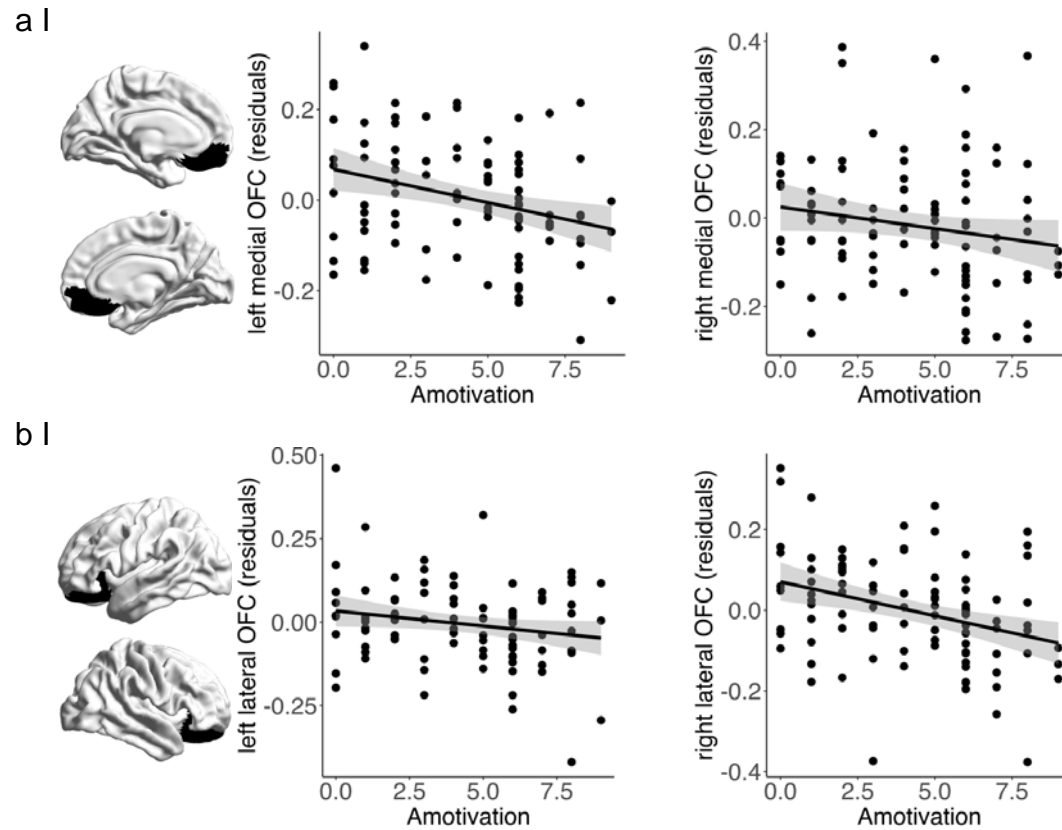 a I
left medial OFC (residuals)
0.2
0.0
-0.2
0.0 2.5 5.0 7.5
Amotivation
right medial OFC (residuals)
0.4
0.2
0.0
-0.2
0.0 2.5 5.0 7.5
Amotivation
b I
left lateral OFC (residuals)
0.50
0.25
0.00
-0.25
0.0 2.5 5.0 7.5
Amotivation
right lateral OFC (residuals)
0.2
0.0
-0.2
-0.4
0.0 2.5 5.0 7.5
Amotivation